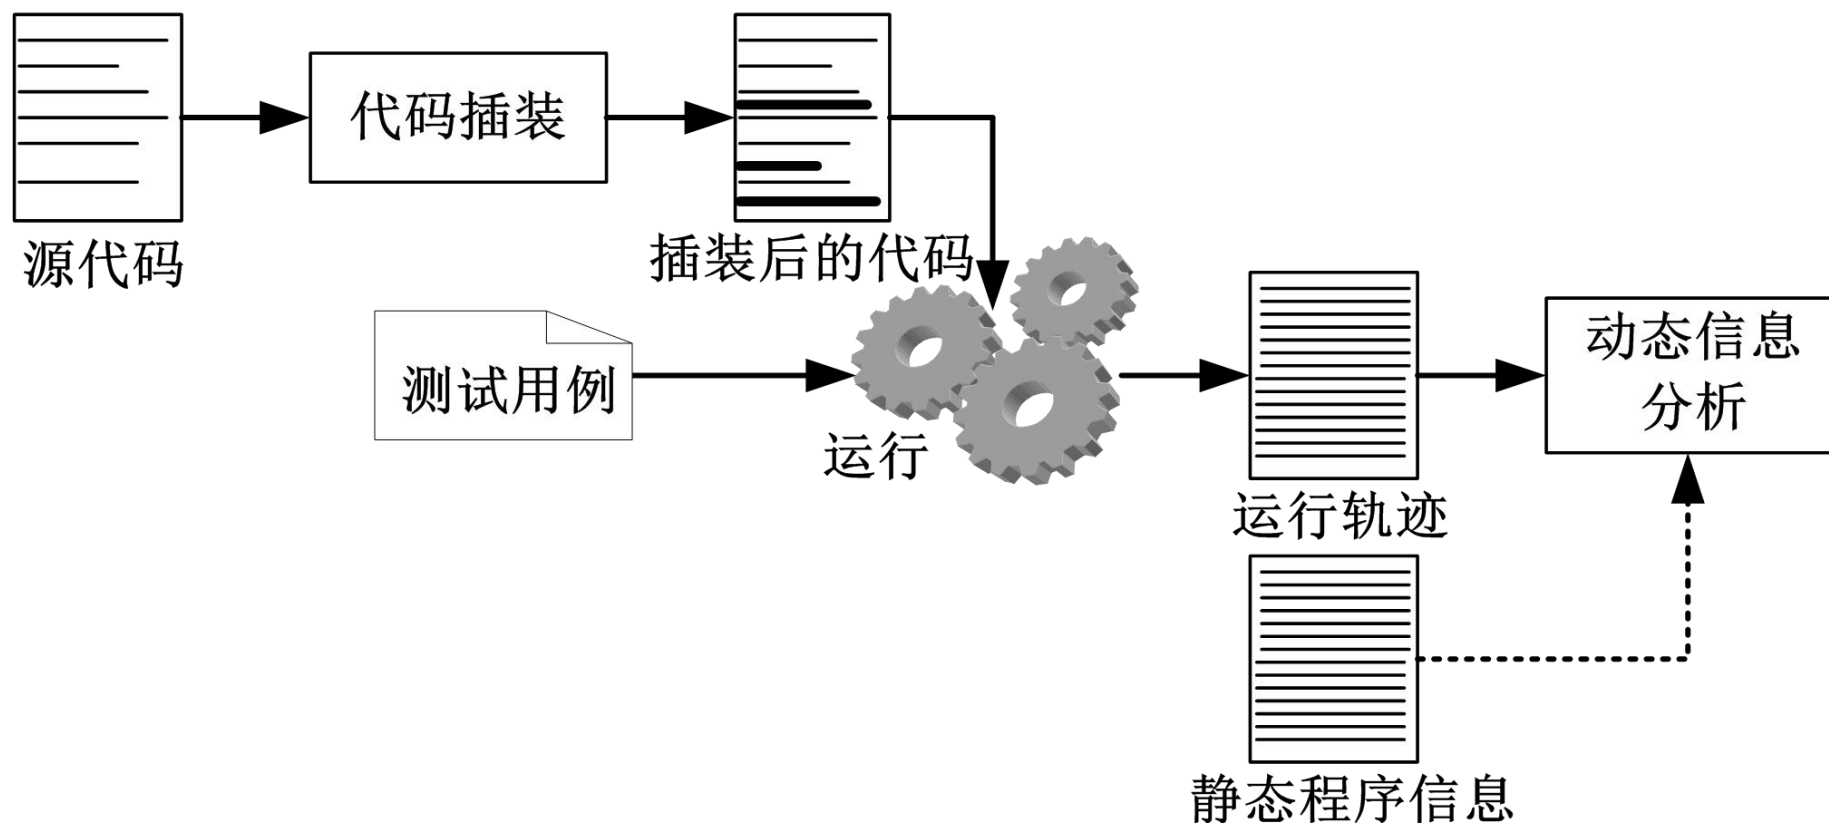 代码插装
源代码
插装后的代码
测试用例
运行
动态信息
分析
运行轨迹
静态程序信息